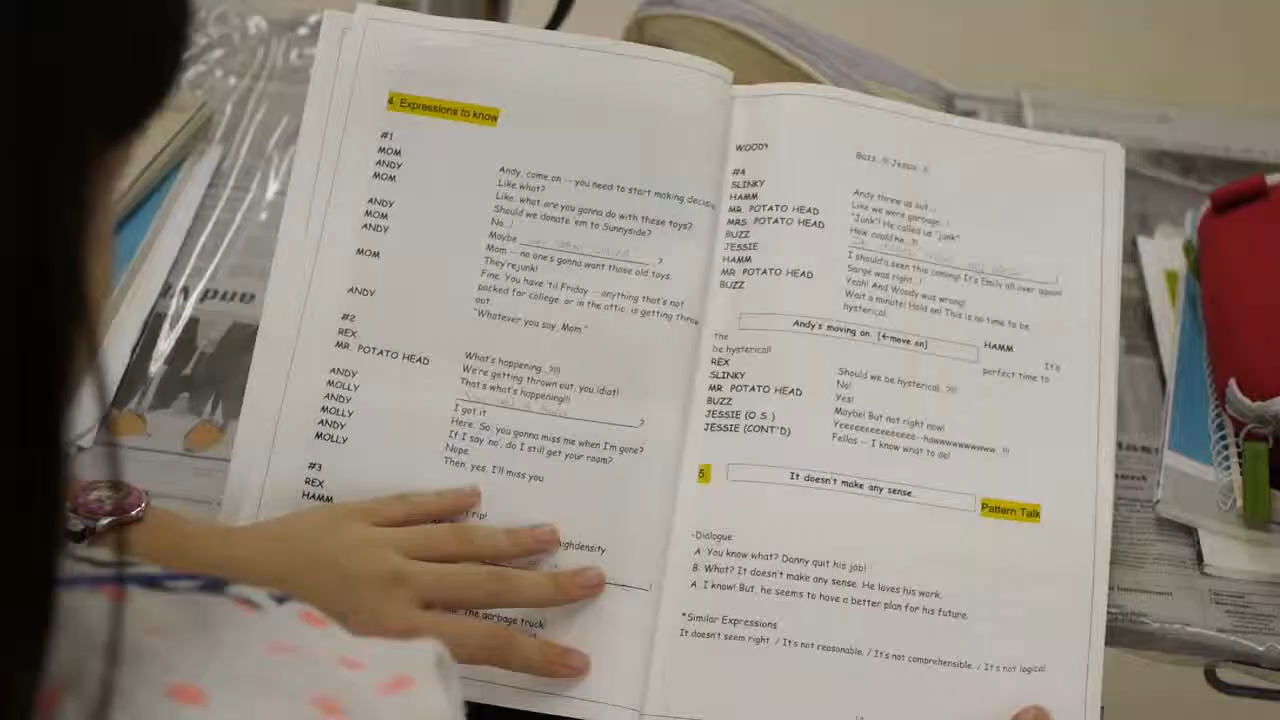 4 Expressions to know
#1
MOM
ANDY
MOM
ANDY
MOM
ANDY
MOM
ANDY
Andy, come on -- you need to start making
Like what?
Like, what are you gonna do with these toys?
Should we donate 'em to Sunnyside?
No...!
Maybe ?
Mom -- no one's gonna want those old toys.
They're junk!
Fine. You have 'til Friday ... anything that's not
packed for college, or in the attic, is getting
out.
"Whatever you say, Mom."
#2
REX
MR. POTATO HEAD
ANDY
MOLLY
ANDY
MOLLY
ANDY
MOLLY
What's happening...?!!!
We're getting thrown out, you idiot!
That's what's happening!!!
?
I got it.
Here. So, you gonna miss me when I'm gone?
If I say 'no', do I still get your room?
Nope.
Then, yes, I'll miss you.
#3
REX
HAMM
rip!
The garbage truck!
WOODY
Buzz...!!! Jessie...!!
#4
SLINKY
HAMM
MR. POTATO HEAD
MRS. POTATO HEAD
BUZZ
JESSIE
HAMM
MR POTATO HEAD
BUZZ
Andy threw us out...!
Like we were garbage...!
"Junk"! He called us "junk"
How could he...?!!
!
I should'a seen this coming! It's Emily all over again!
Sarge was right...!
Yeah! And Woody was wrong!
Wait a minute! Hold on! This is no time to be
hysterical.
Andy's moving on. [←move on]
HAMM
It's
the
perfect time to
be hysterical!
REX
SLINKY
MR. POTATO HEAD
BUZZ
JESSIE (O.S.)
JESSIE (CONT'D)
Should we be hysterical...?!!!
No!
Yes!
Maybe! But not right now!
Fellas -- I know what to do!
5
It doesn't make any sense.
Pattern Talk
-Dialogue:
A. You know what? Danny quit his job!
B. What? It doesn't make any sense. He loves his work.
A. I know! But, he seems to have a better plan for his future.
*Similar Expressions
It doesn't seem right. / It's not reasonable. / It's not comprehensible. / It's not logical